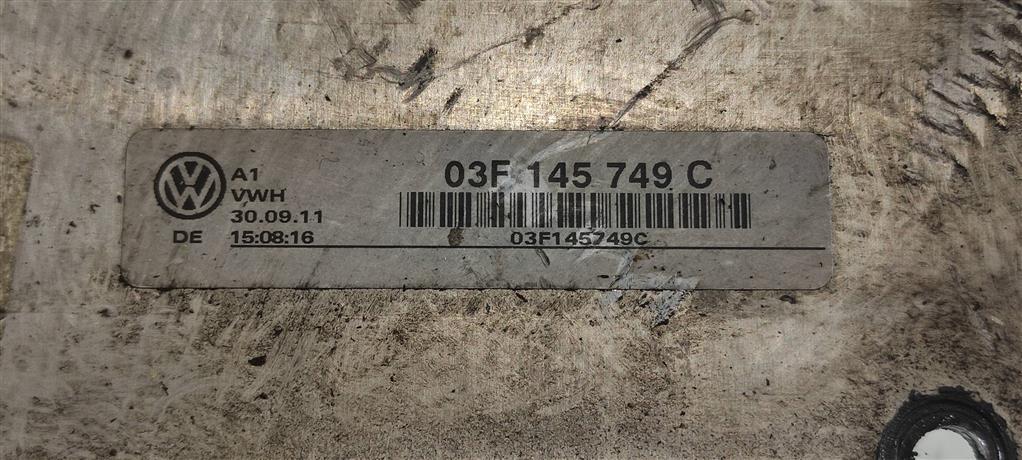 A1
VWH
30.09.11
DE 15:08:16
03F 145 749 C
03F145749C